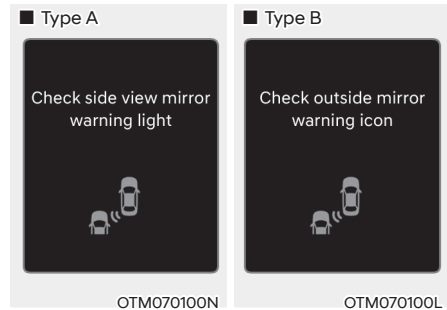 ■ Type A
Check side view mirror
warning light
OTM070100N
■ Type B
Check outside mirror
warning icon
OTM070100L